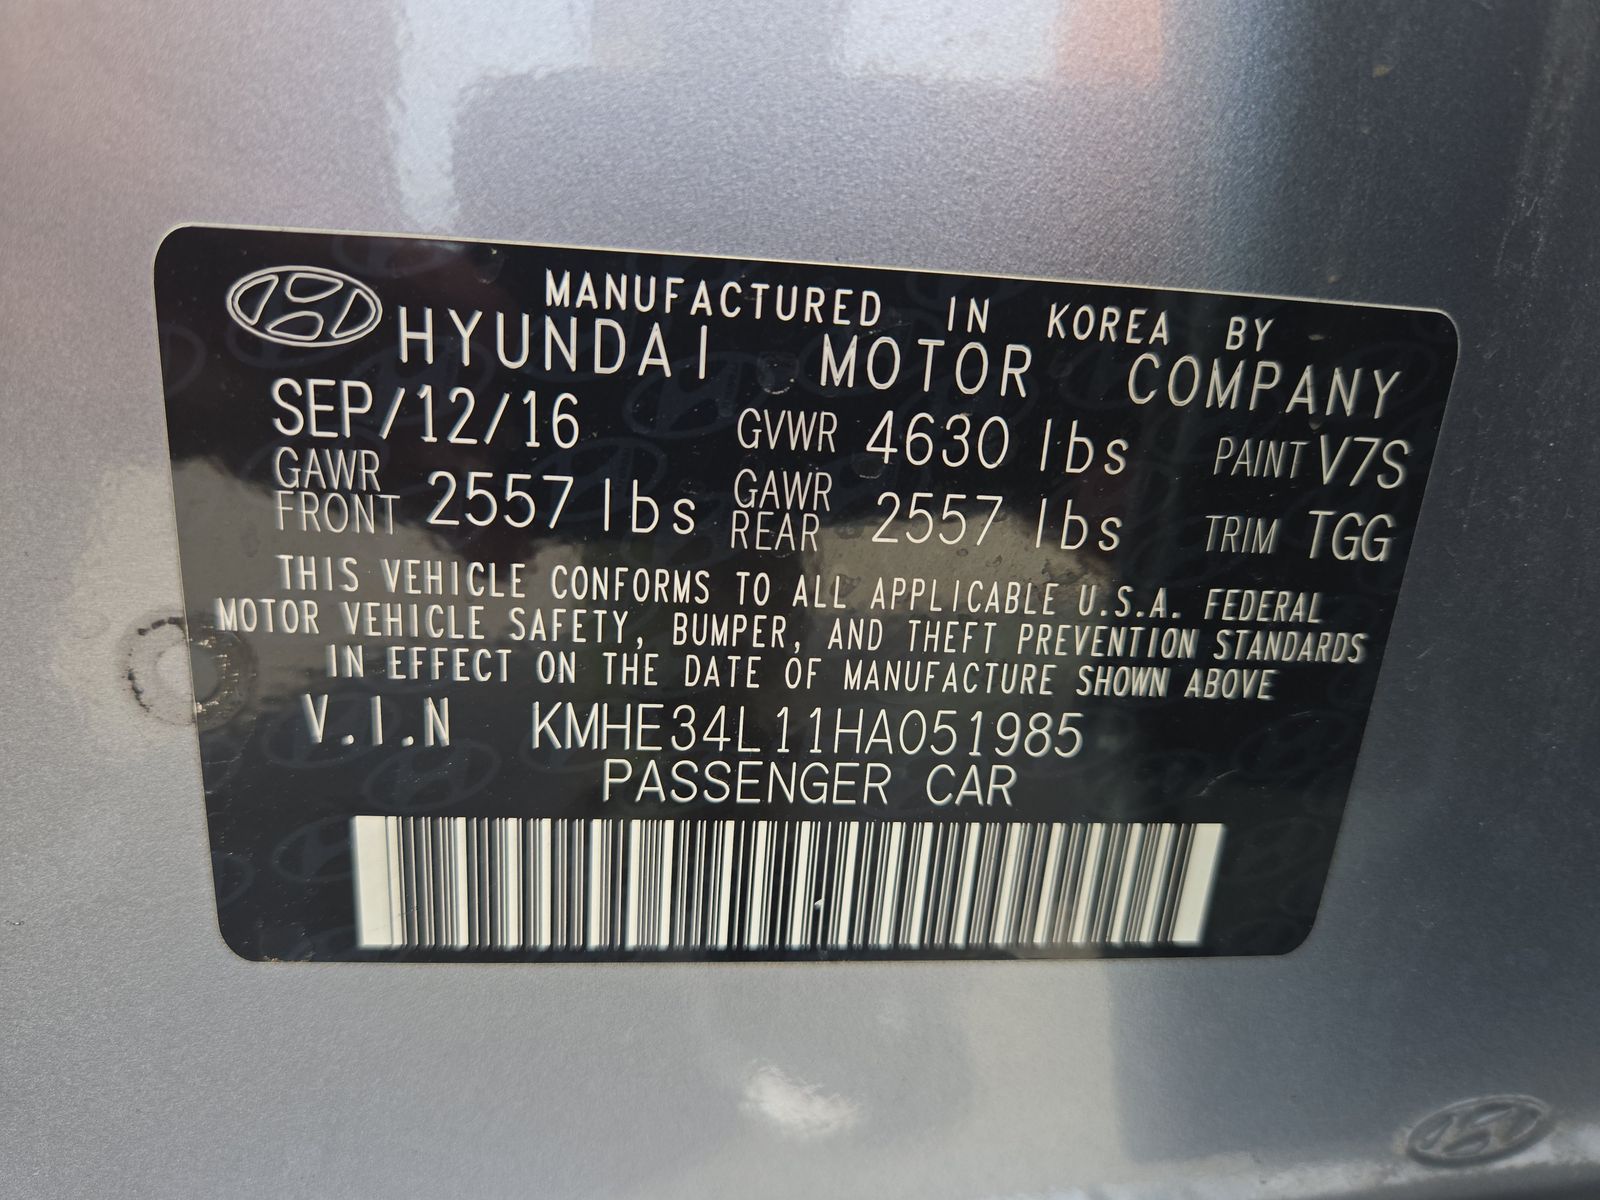 MANUFACTURED IN KOREA BY
HYUNDAI MOTOR COMPANY
SEP/12/16 GVWR 4630 lbs PAINT V7S
GAWR FRONT 2557 lbs GAWR REAR 2557 lbs TRIM TGG
THIS VEHICLE CONFORMS TO ALL APPLICABLE U.S.A. FEDERAL
MOTOR VEHICLE SAFETY, BUMPER, AND THEFT PREVENTION STANDARDS
IN EFFECT ON THE DATE OF MANUFACTURE SHOWN ABOVE
V.I.N KMHE34L11HA051985
PASSENGER CAR